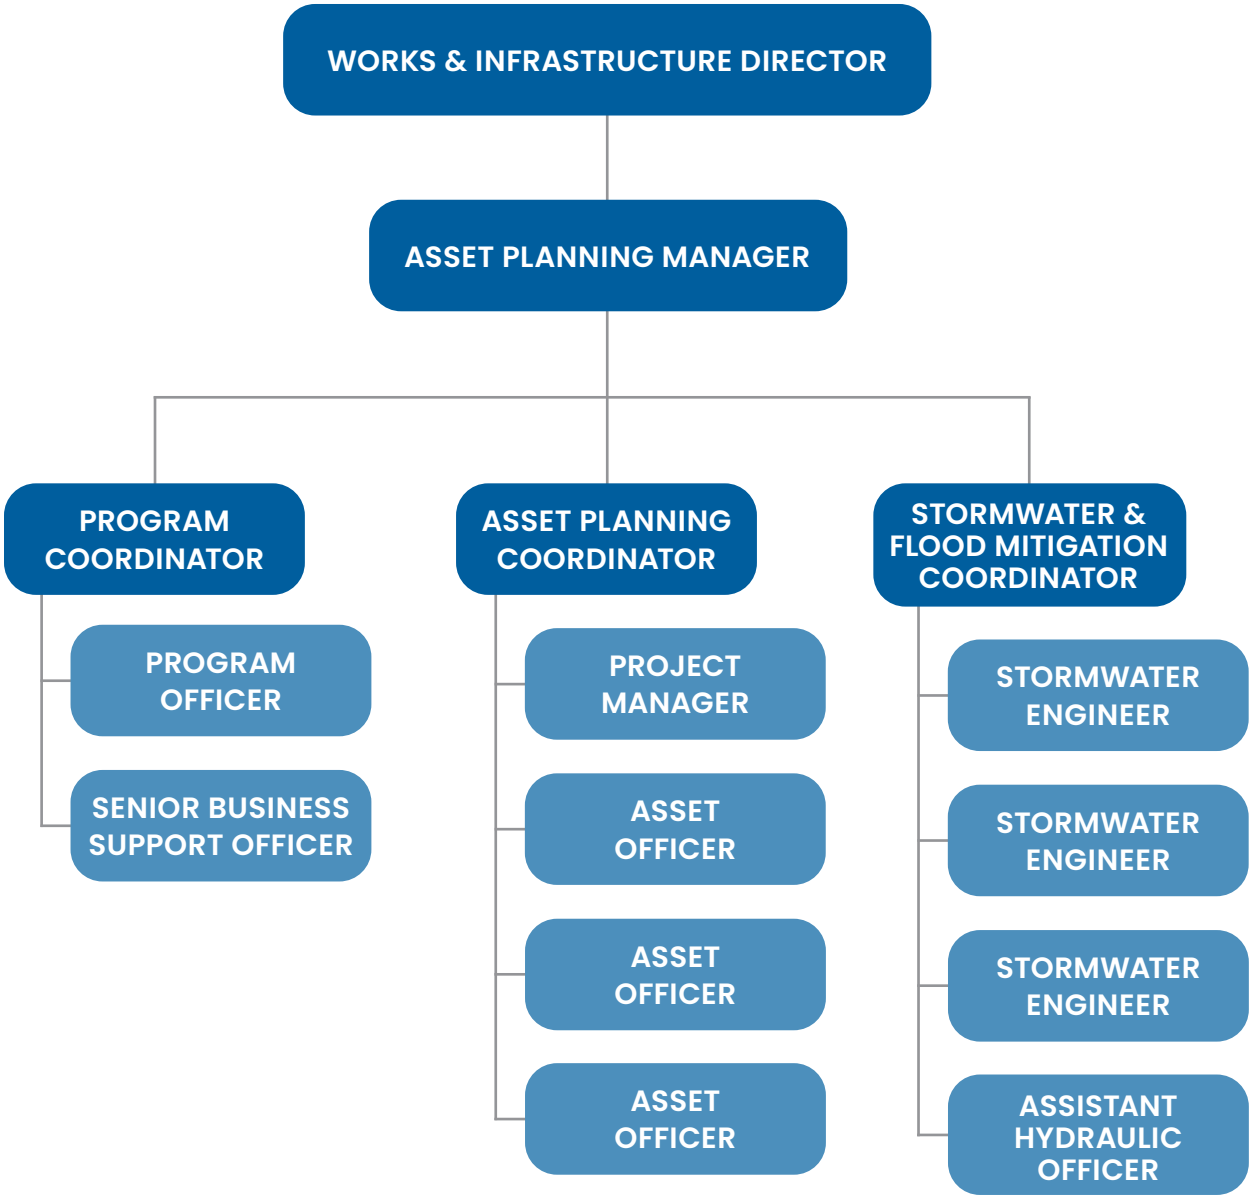 WORKS & INFRASTRUCTURE DIRECTOR
ASSET PLANNING MANAGER
PROGRAM
COORDINATOR
PROGRAM
OFFICER
SENIOR BUSINESS
SUPPORT OFFICER
ASSET PLANNING
COORDINATOR
PROJECT
MANAGER
ASSET
OFFICER
ASSET
OFFICER
ASSET
OFFICER
STORMWATER &
FLOOD MITIGATION
COORDINATOR
STORMWATER
ENGINEER
STORMWATER
ENGINEER
STORMWATER
ENGINEER
ASSISTANT
HYDRAULIC
OFFICER